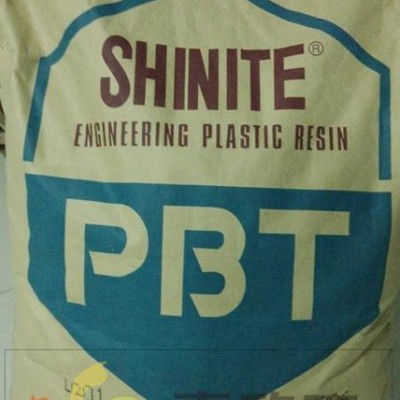 SHINITE®
ENGINEERING PLASTIC RESIN
PBT